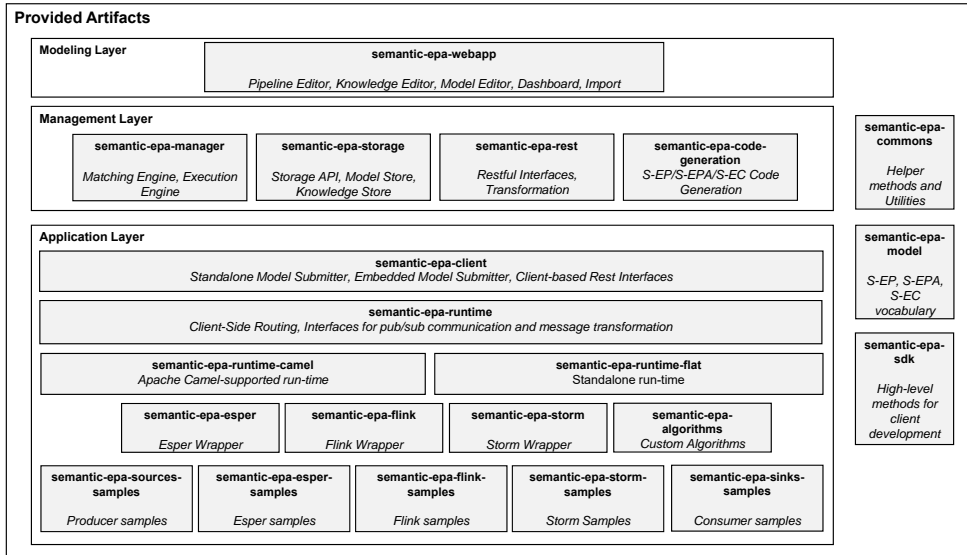 Provided Artifacts
Modeling Layer
semantic-epa-webapp
Pipeline Editor, Knowledge Editor, Model Editor, Dashboard, Import
Management Layer
semantic-epa-manager
Matching Engine, Execution
Engine
semantic-epa-storage
Storage API, Model Store,
Knowledge Store
semantic-epa-rest
Restful Interfaces,
Transformation
semantic-epa-code-
generation
S-EP/S-EPA/S-EC Code
Generation
Application Layer
semantic-epa-client
Standalone Model Submitter, Embedded Model Submitter, Client-based Rest Interfaces
semantic-epa-runtime
Client-Side Routing, Interfaces for pub/sub communication and message transformation
semantic-epa-runtime-camel
Apache Camel-supported run-time
semantic-epa-runtime-flat
Standalone run-time
semantic-epa-esper
Esper Wrapper
semantic-epa-flink
Flink Wrapper
semantic-epa-storm
Storm Wrapper
semantic-epa-
algorithms
Custom Algorithms
semantic-epa-sources-
samples
Producer samples
semantic-epa-esper-
samples
Esper samples
semantic-epa-flink-
samples
Flink samples
semantic-epa-storm-
samples
Storm Samples
semantic-epa-sinks-
samples
Consumer samples
semantic-epa-
commons
Helper
methods and
Utilities
semantic-epa-
model
S-EP, S-EPA,
S-EC
vocabulary
semantic-epa-
sdk
High-level
methods for
client
development